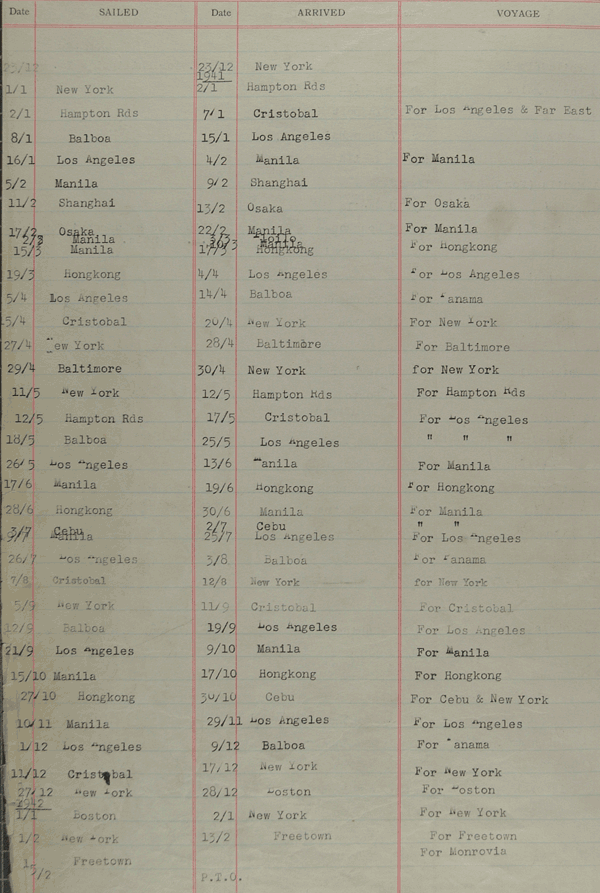 Date SAILED Date ARRIVED VOYAGE
23/12 23/12 New York
1941
1/1 New York 2/1 Hampton Rds
2/1 Hampton Rds 7/1 Cristobal For Los Angeles & Far East
8/1 Balboa 15/1 Los Angeles
16/1 Los Angeles 4/2 Manila For Manila
5/2 Manila 9/2 Shanghai
11/2 Shanghai 13/2 Osaka For Osaka
17/2 Osaka 22/2 Manila For Manila
2/3 Manila 3/3 Iloilo
15/3 Manila 10/3 Manila For Hongkong
17/3 Hongkong
19/3 Hongkong 4/4 Los Angeles For Los Angeles
5/4 Los Angeles 14/4 Balboa For Panama
5/4 Cristobal 20/4 New York For New York
27/4 New York 28/4 Baltimore For Baltimore
29/4 Baltimore 30/4 New York for New York
11/5 New York 12/5 Hampton Rds For Hampton Rds
12/5 Hampton Rds 17/5 Cristobal For Los Angeles
18/5 Balboa 25/5 Los Angeles " " "
26/5 Los Angeles 13/6 Manila For Manila
17/6 Manila 19/6 Hongkong For Hongkong
28/6 Hongkong 30/6 Manila For Manila
3/7 Cebu 2/7 Cebu " "
9/7 Manila 25/7 Los Angeles For Los Angeles
26/7 Los Angeles 3/8 Balboa For Panama
7/8 Cristobal 12/8 New York for New York
5/9 New York 11/9 Cristobal For Cristobal
12/9 Balboa 19/9 Los Angeles For Los Angeles
21/9 Los Angeles 9/10 Manila For Manila
15/10 Manila 17/10 Hongkong For Hongkong
27/10 Hongkong 30/10 Cebu For Cebu & New York
10/11 Manila 29/11 Los Angeles For Los Angeles
1/12 Los Angeles 9/12 Balboa For Panama
11/12 Cristobal 17/12 New York For New York
27/12 New York 28/12 Boston For Boston
1942
1/1 Boston 2/1 New York For New York
1/2 New York 13/2 Freetown For Freetown
15/2 Freetown For Monrovia
P.T.O.